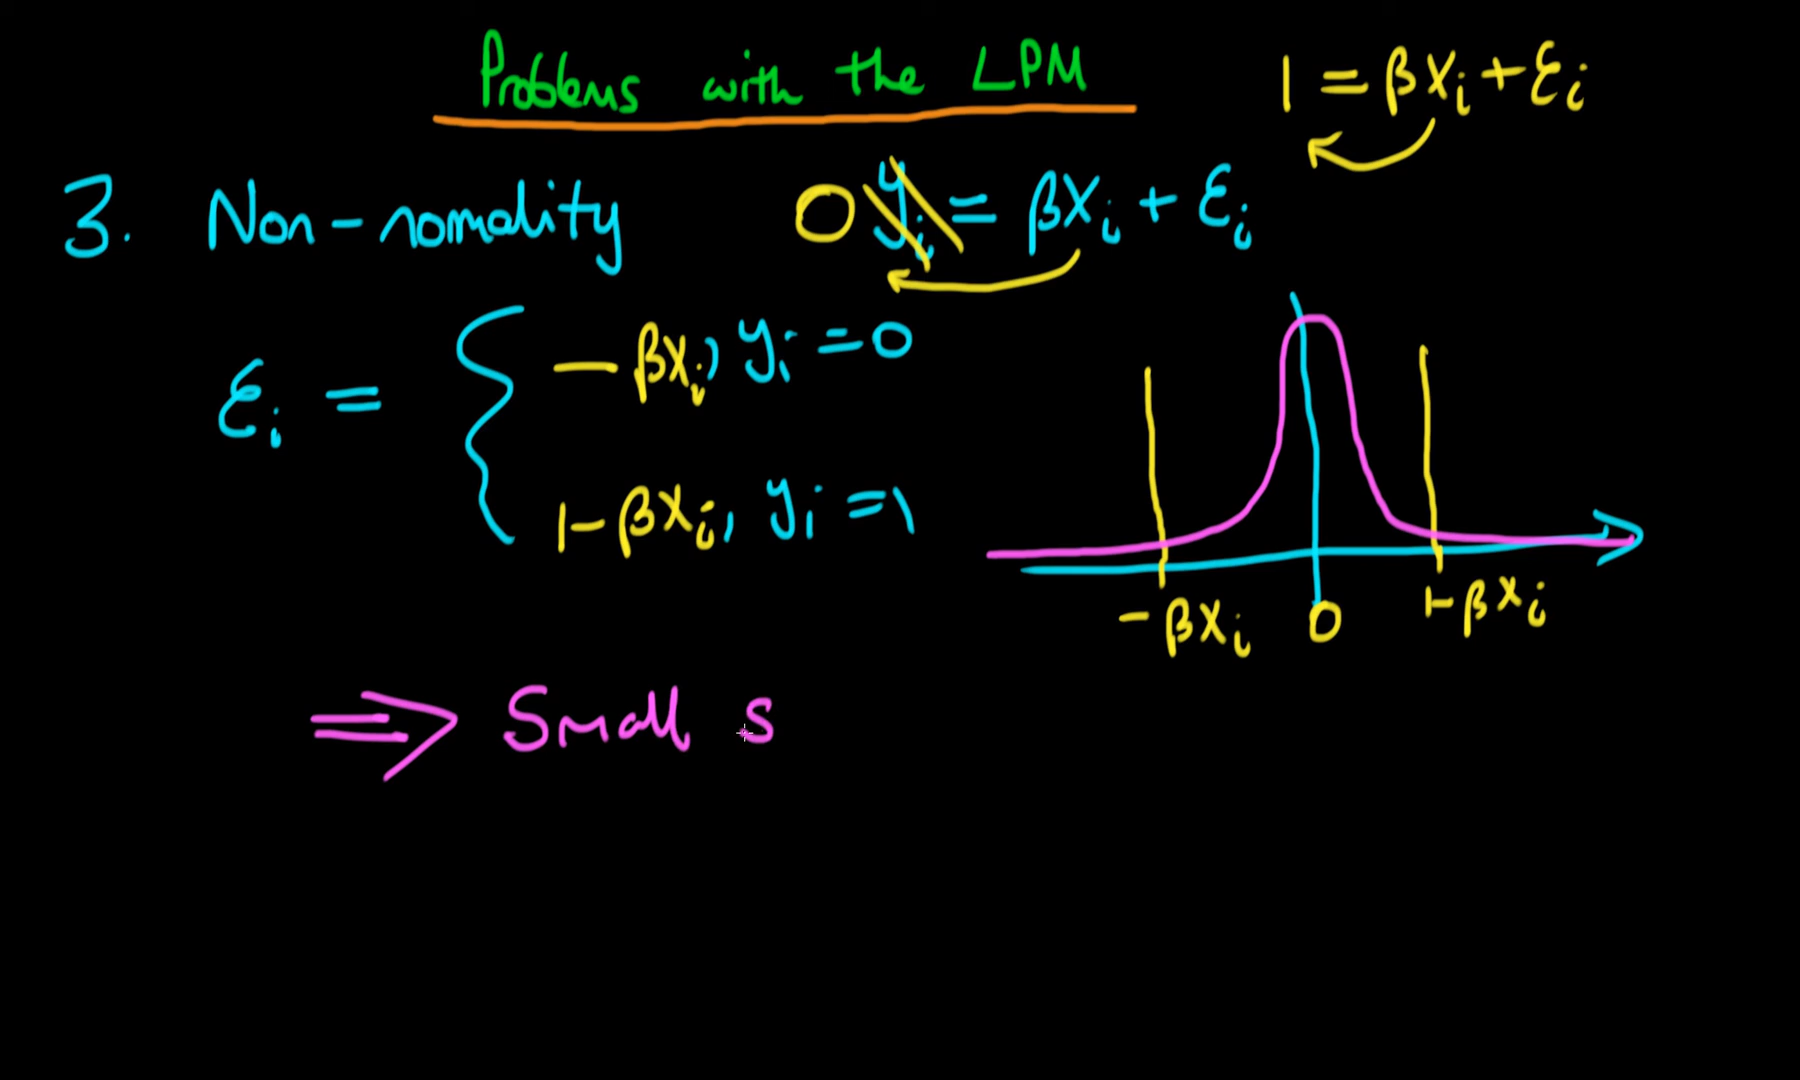 Problems with the LPM
1 = βXi + εi
3. Non-nomality
0 yi = βXi + εi
εi =
- βXi, yi = 0
1 - βXi, yi = 1
- βXi 0 1 - βXi
⇒ Small s